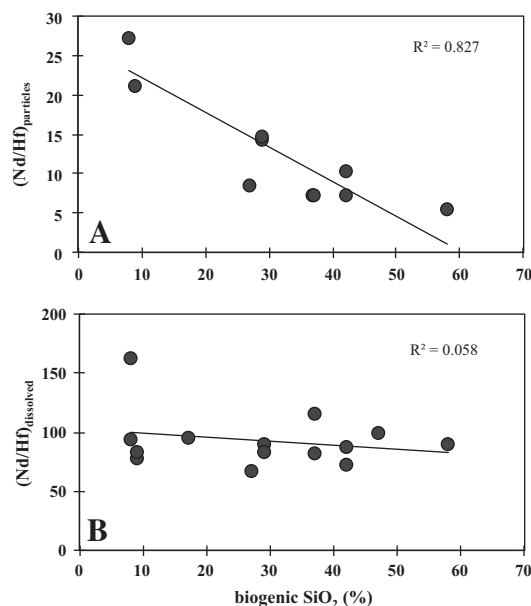 30
25
20
15
10
5
0
(Nd/Hf)particles
R² = 0.827
A
0 10 20 30 40 50 60 70
200
150
100
50
0
(Nd/Hf)dissolved
R² = 0.058
B
0 10 20 30 40 50 60 70
biogenic SiO₂ (%)